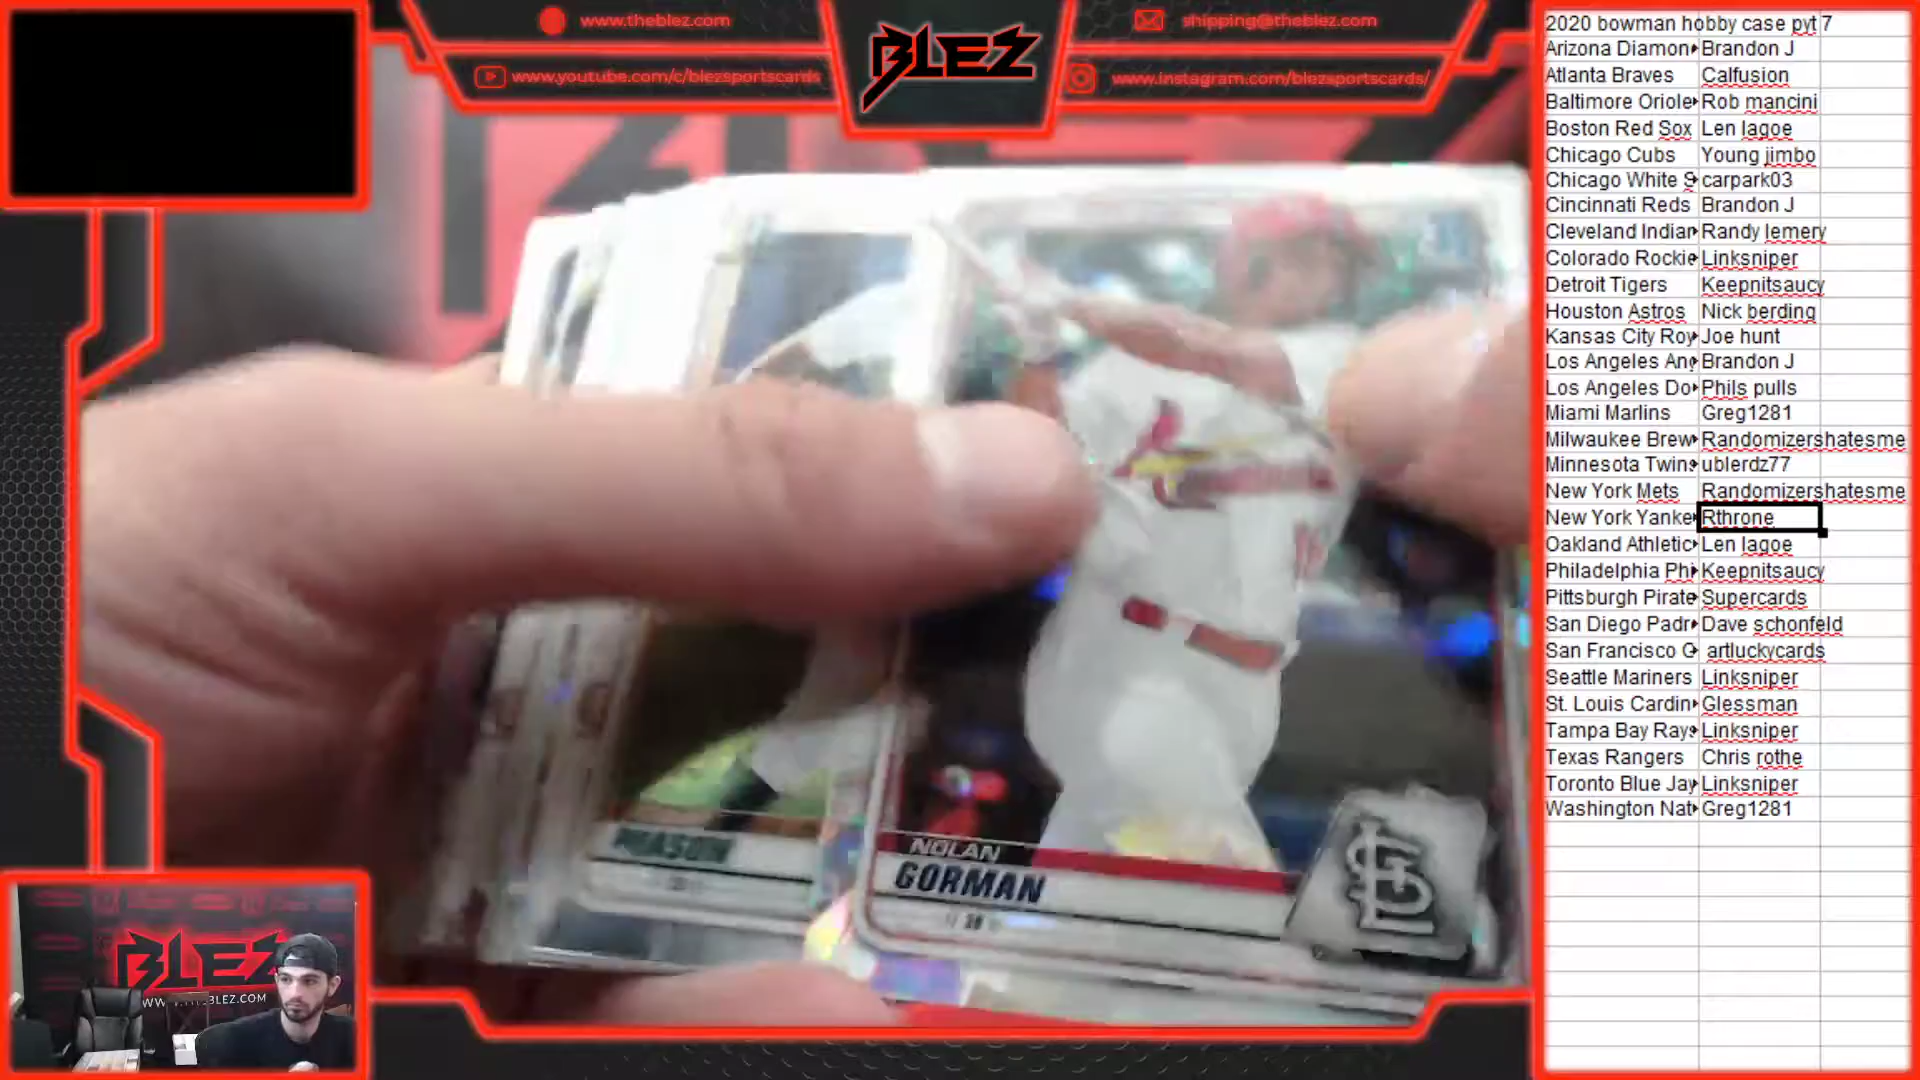 www.theblez.com
shipping@theblez.com
BLEZ
www.youtube.com/c/blezsportscards
www.instagram.com/blezsportscards/
2020 bowman hobby case pyt 7
Arizona Diamon Brandon J
Atlanta Braves Calfusion
Baltimore Oriole Rob mancini
Boston Red Sox Len lagoe
Chicago Cubs Young jimbo
Chicago White S carpark03
Cincinnati Reds Brandon J
Cleveland Indian Randy lemery
Colorado Rockie Linksniper
Detroit Tigers Keepnitsaucy
Houston Astros Nick berding
Kansas City Roy Joe hunt
Los Angeles Ang Brandon J
Los Angeles Do Phils pulls
Miami Marlins Greg1281
Milwaukee Brew Randomizershatesme
Minnesota Twins ublerdz77
New York Mets Randomizershatesme
New York Yanke Rthrone
Oakland Athletic Len lagoe
Philadelphia Phi Keepnitsaucy
Pittsburgh Pirate Supercards
San Diego Padr Dave schonfeld
San Francisco G artluckycards
Seattle Mariners Linksniper
St. Louis Cardin Glessman
Tampa Bay Rays Linksniper
Texas Rangers Chris rothe
Toronto Blue Jay Linksniper
Washington Nat Greg1281
NOLAN
GORMAN
STL
BLEZ